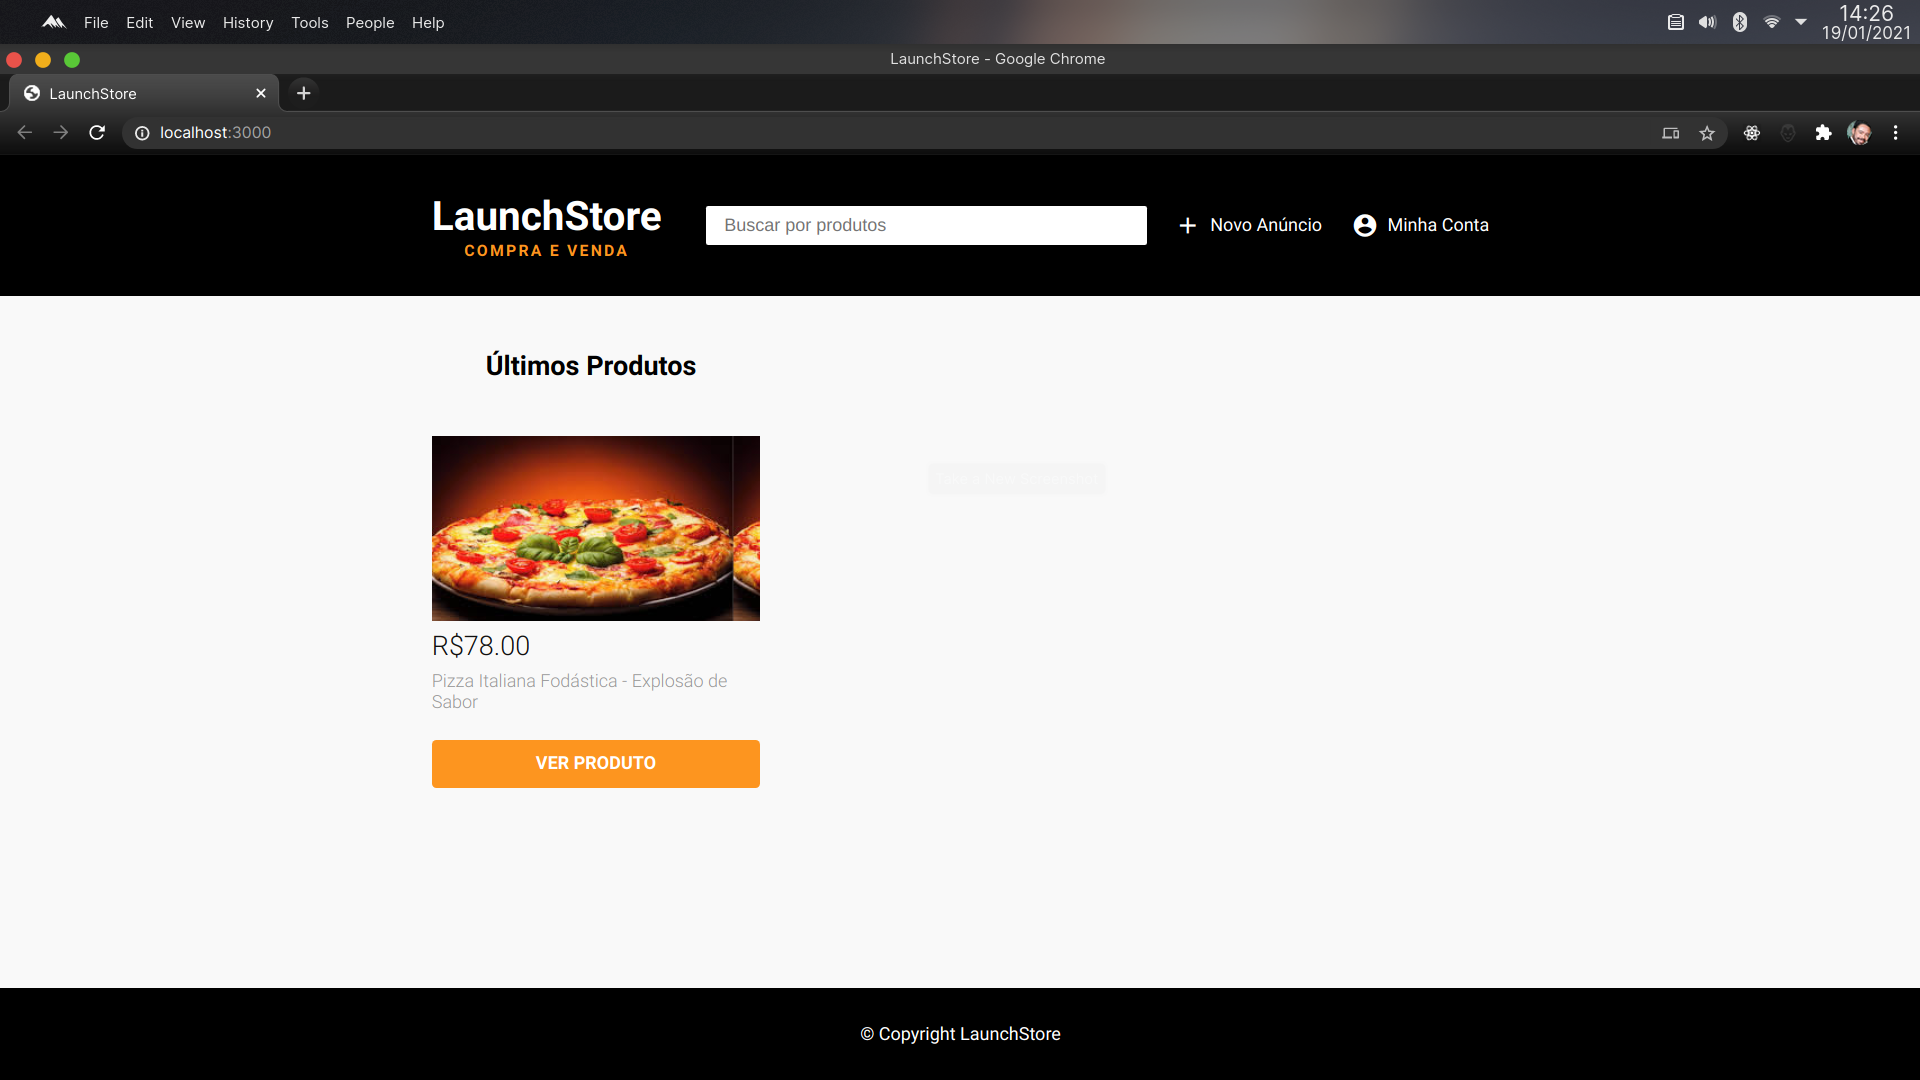 File Edit View History Tools People Help
14:26
19/01/2021
LaunchStore - Google Chrome
LaunchStore
localhost:3000
LaunchStore
COMPRA E VENDA
Buscar por produtos
Novo Anúncio
Minha Conta
Últimos Produtos
R$78.00
Pizza Italiana Fodástica - Explosão de
Sabor
VER PRODUTO
© Copyright LaunchStore